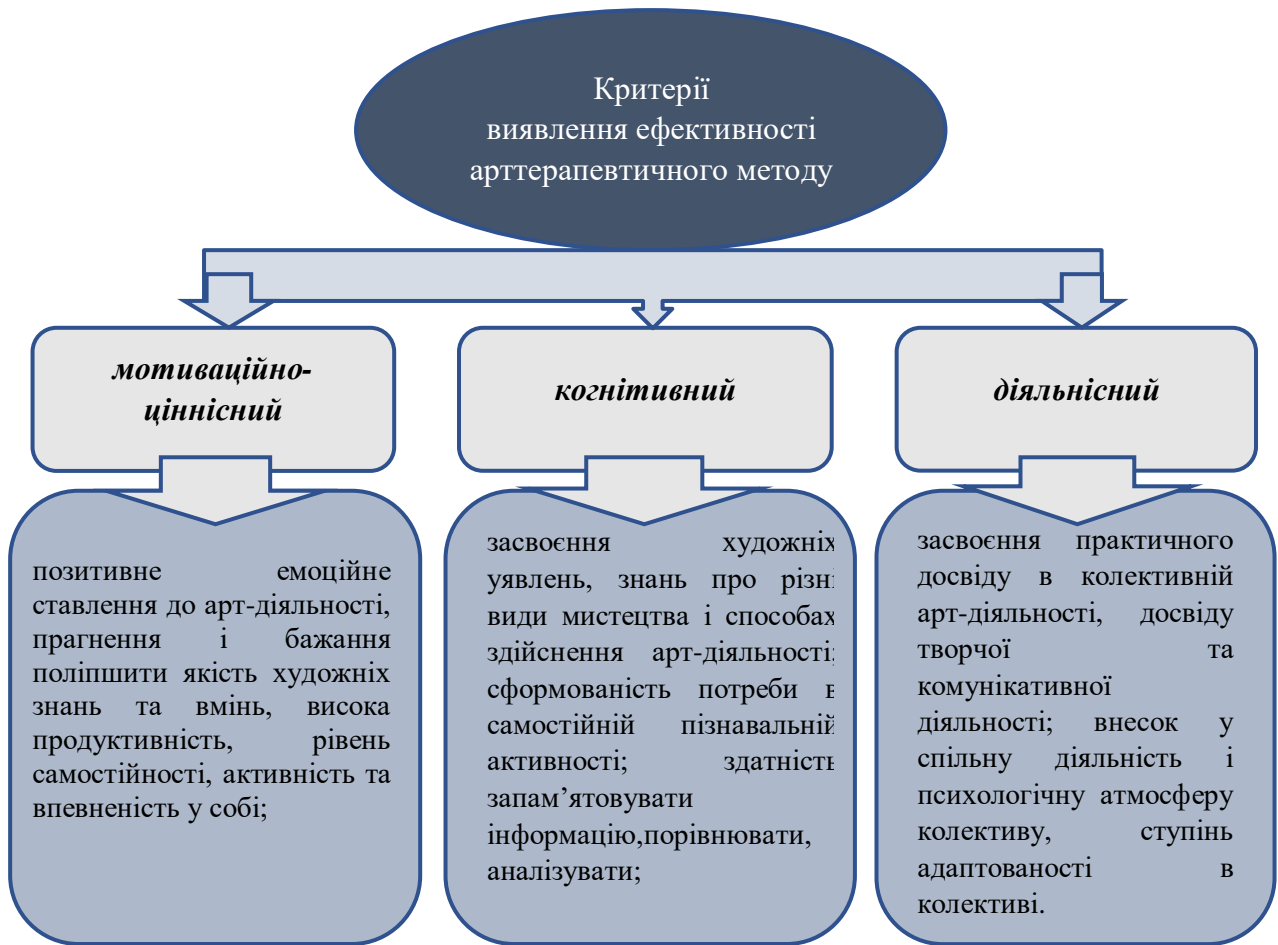 Критерії
виявлення ефективності
арттерапевтичного методу
мотиваційно-
ціннісний
когнітивний
діяльнісний
позитивне емоційне
ставлення до арт-діяльності,
прагнення і бажання
поліпшити якість художніх
знань та вмінь, висока
продуктивність, рівень
самостійності, активність та
впевненість у собі;
засвоєння художніх
уявлень, знань про різні
види мистецтва і способах
здійснення арт-діяльності;
сформованість потреби в
самостійній пізнавальній
активності; здатність
запам’ятовувати
інформацію,порівнювати,
аналізувати;
засвоєння практичного
досвіду в колективній
арт-діяльності, досвіду
творчої та
комунікативної
діяльності; внесок у
спільну діяльність і
психологічну атмосферу
колективу, ступінь
адаптованості в
колективі.